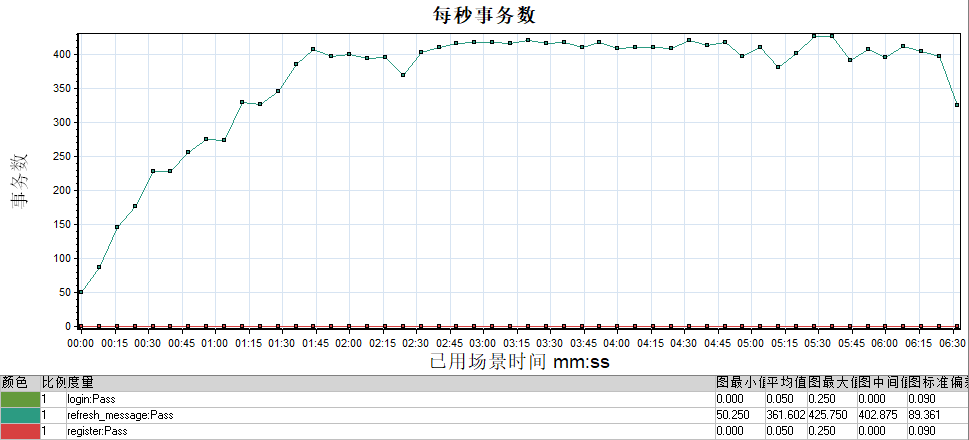 每秒事务数
400
350
300
250
200
150
100
50
0
事务数
00:00 00:15 00:30 00:45 01:00 01:15 01:30 01:45 02:00 02:15 02:30 02:45 03:00 03:15 03:30 03:45 04:00 04:15 04:30 04:45 05:00 05:15 05:30 05:45 06:00 06:15 06:30
已用场景时间 mm:ss
颜色 比例 度量 图最小值 平均值 图最大值 图中间值 图标准偏差
1 login:Pass 0.000 0.050 0.250 0.000 0.090
1 refresh_message:Pass 50.250 361.602 425.750 402.875 89.361
1 register:Pass 0.000 0.050 0.250 0.000 0.090